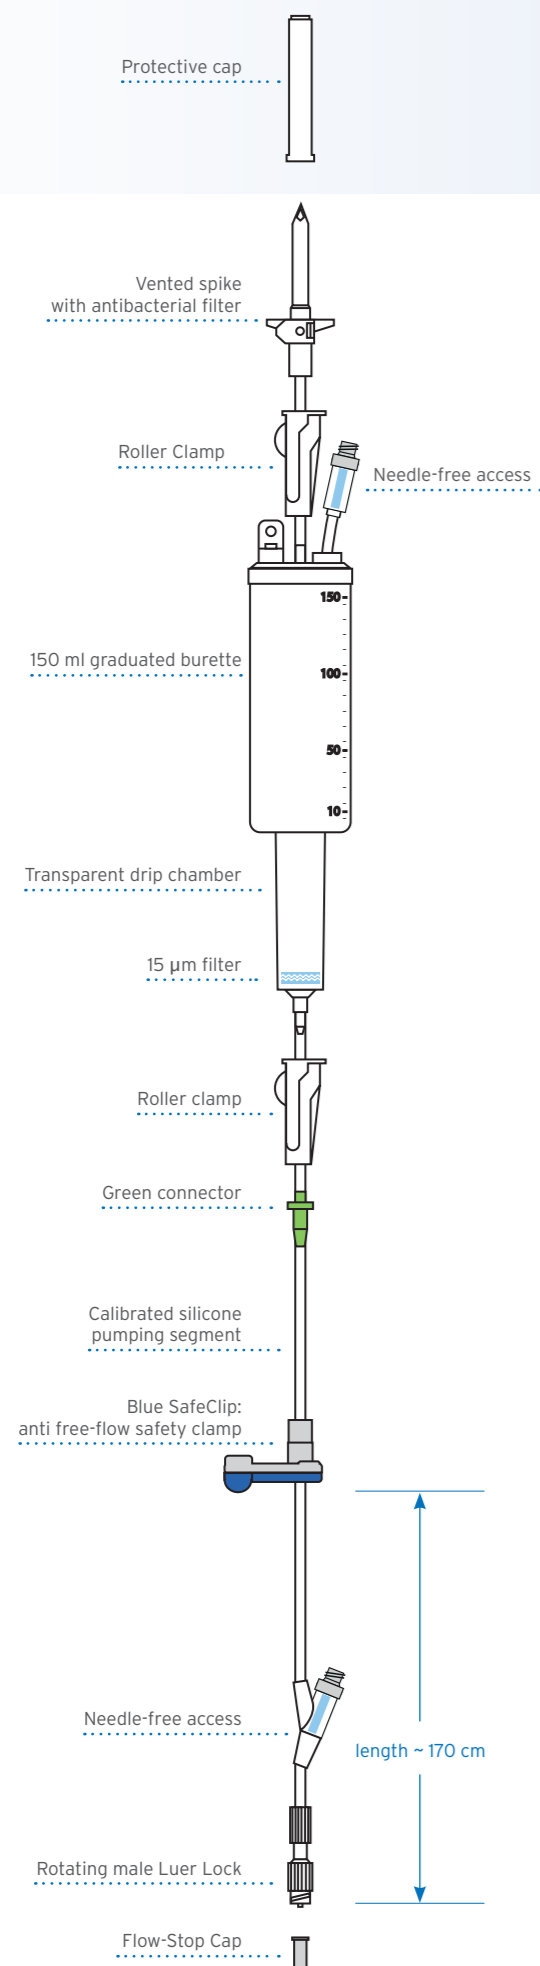 Protective cap
Vented spike
with antibacterial filter
Roller Clamp
Needle-free access
150
150 ml graduated burette
100
50
10
Transparent drip chamber
15 μm filter
Roller clamp
Green connector
Calibrated silicone
pumping segment
Blue SafeClip:
anti free-flow safety clamp
Needle-free access
length ~ 170 cm
Rotating male Luer Lock
Flow-Stop Cap